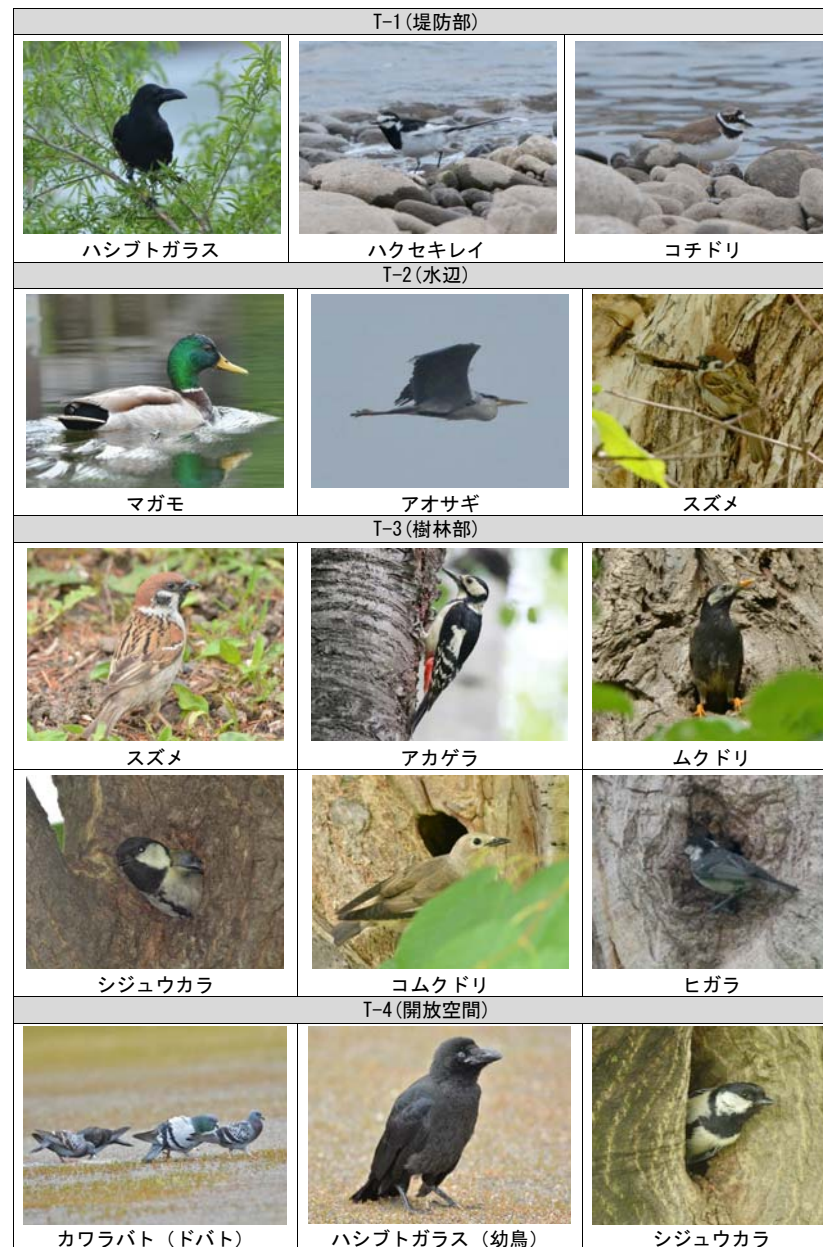 T-1(堤防部)
ハシブトガラス ハクセキレイ コチドリ
T-2(水辺)
マガモ アオサギ スズメ
T-3(樹林部)
スズメ アカゲラ ムクドリ
シジュウカラ コムクドリ ヒガラ
T-4(開放空間)
カワラバト（ドバト） ハシブトガラス（幼鳥） シジュウカラ